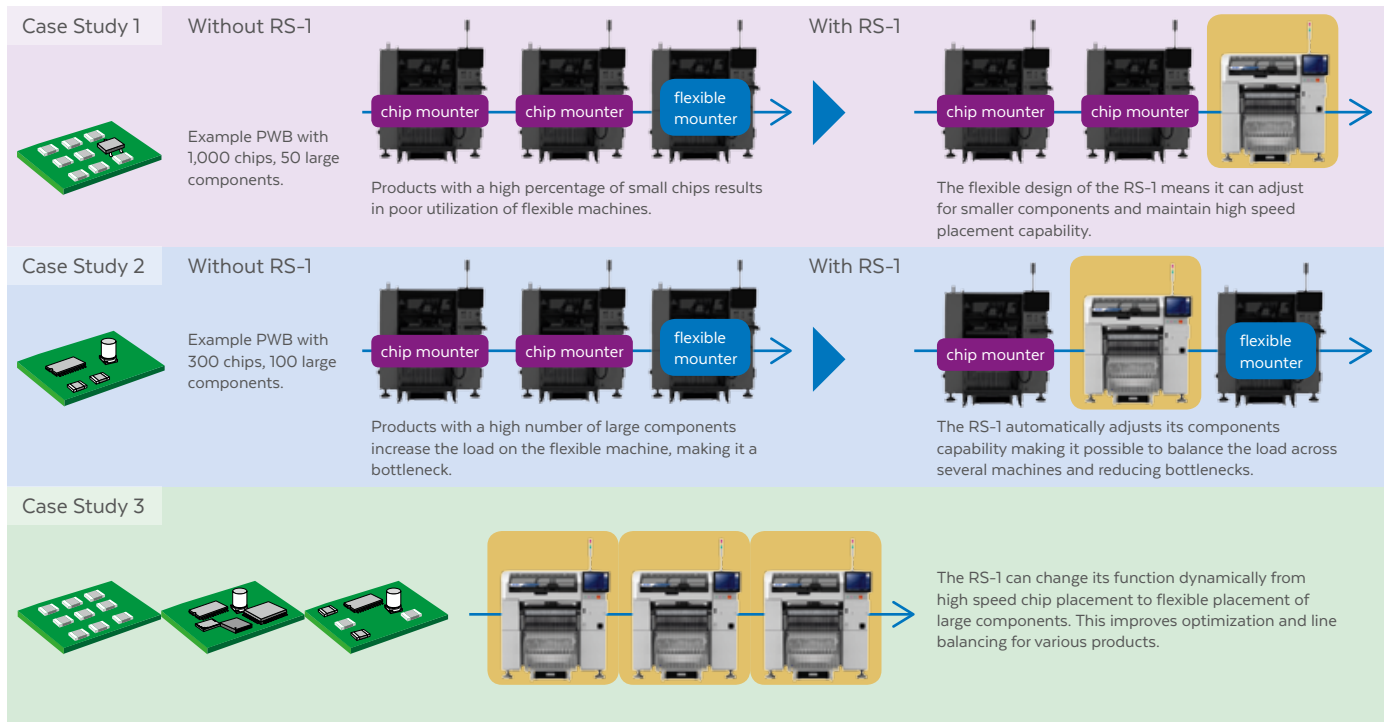 Case Study 1
Without RS-1
With RS-1
chip mounter
chip mounter
flexible
mounter
chip mounter
chip mounter
Example PWB with
1,000 chips, 50 large
components.
Products with a high percentage of small chips results
in poor utilization of flexible machines.
The flexible design of the RS-1 means it can adjust
for smaller components and maintain high speed
placement capability.
Case Study 2
Without RS-1
With RS-1
chip mounter
chip mounter
flexible
mounter
chip mounter
flexible
mounter
Example PWB with
300 chips, 100 large
components.
Products with a high number of large components
increase the load on the flexible machine, making it a
bottleneck.
The RS-1 automatically adjusts its components
capability making it possible to balance the load across
several machines and reducing bottlenecks.
Case Study 3
The RS-1 can change its function dynamically from
high speed chip placement to flexible placement of
large components. This improves optimization and line
balancing for various products.